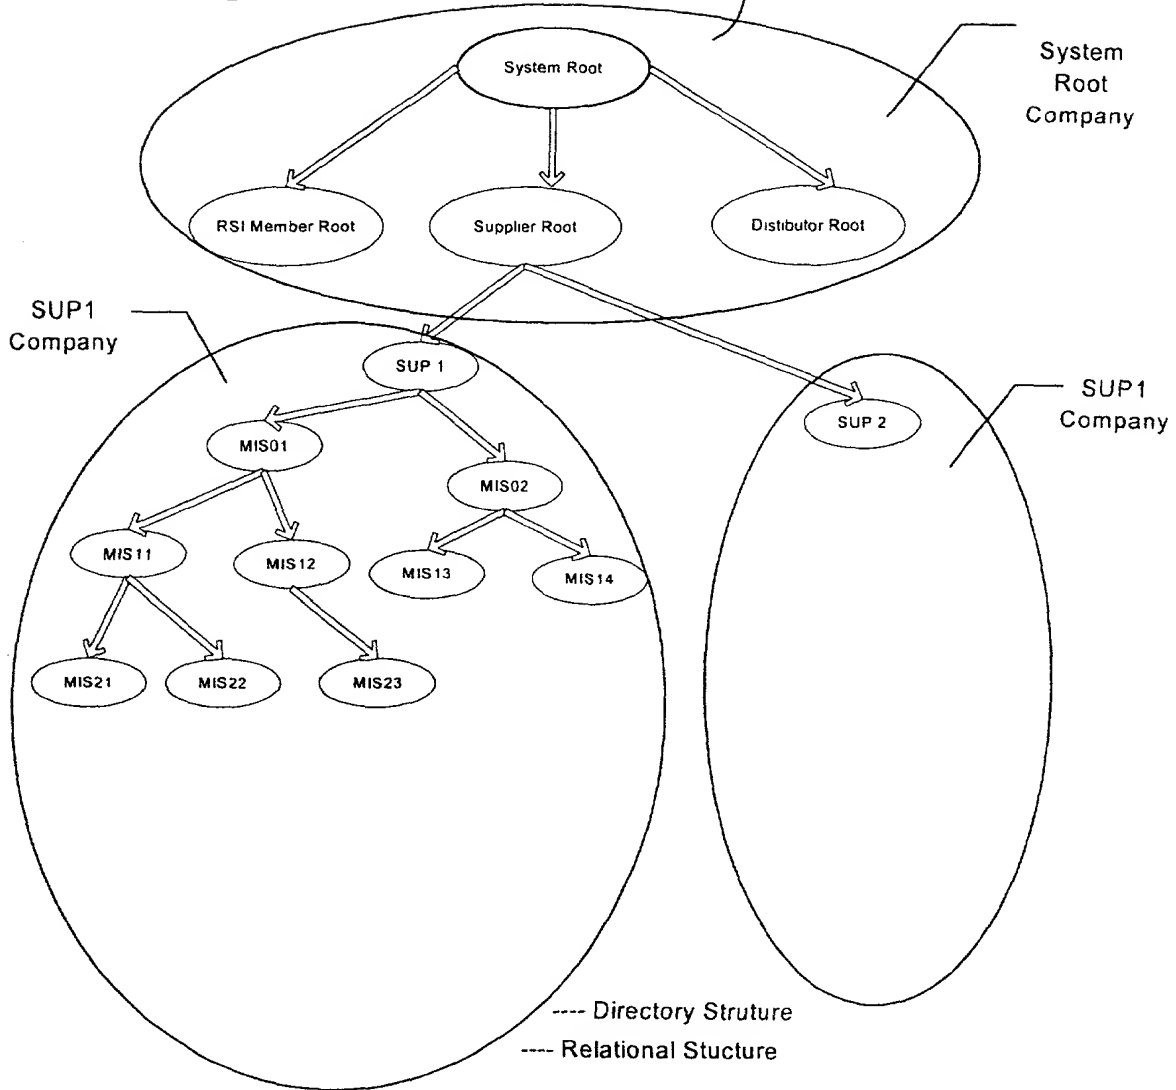 System Root
System
Root
Company
RSI Member Root
Supplier Root
Distibutor Root
SUP1
Company
SUP 1
SUP1
Company
SUP 2
MIS01
MIS02
MIS11
MIS12
MIS13
MIS14
MIS21
MIS22
MIS23
---- Directory Struture
---- Relational Stucture